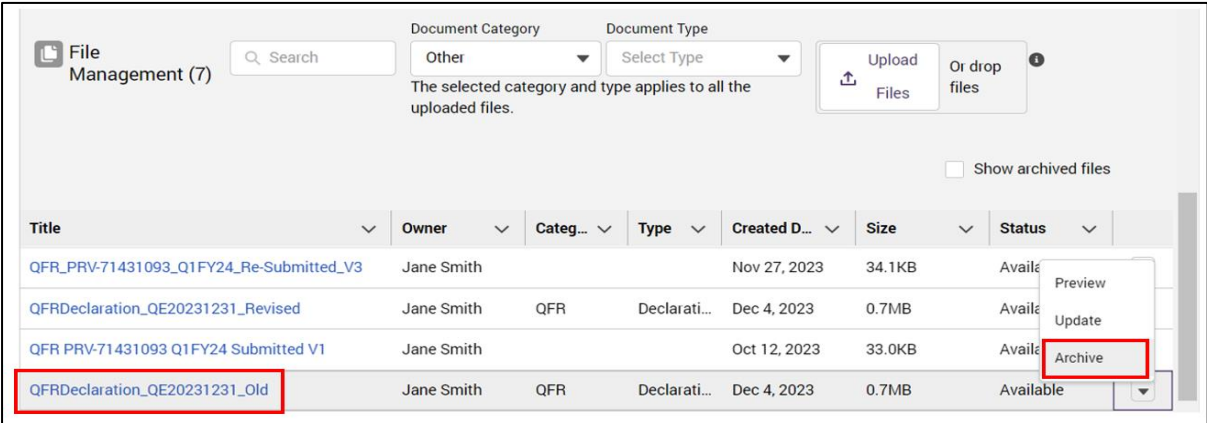 File
Management (7)
Search
Document Category
Other
Document Type
Select Type
The selected category and type applies to all the
uploaded files.
Upload
Files
Or drop
files
Show archived files
Title Owner Categ... Type Created D... Size Status
QFR_PRV-71431093_Q1FY24_Re-Submitted_V3 Jane Smith Nov 27, 2023 34.1KB Availa
Preview
QFRDeclaration_QE20231231_Revised Jane Smith QFR Declarati... Dec 4, 2023 0.7MB Availa
Update
QFR PRV-71431093 Q1FY24 Submitted V1 Jane Smith Oct 12, 2023 33.0KB Availa
Archive
QFRDeclaration_QE20231231_Old Jane Smith QFR Declarati... Dec 4, 2023 0.7MB Available